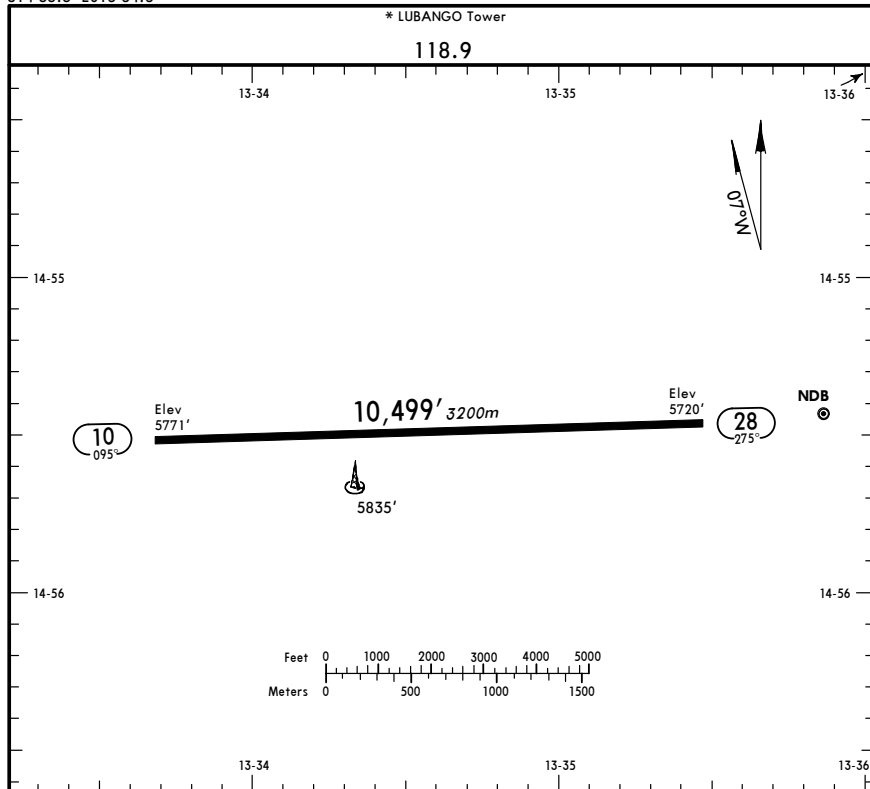 * LUBANGO Tower
118.9
13-34 13-35 13-36
07°W
14-55 14-55
Elev
5771'
10,499' 3200m
Elev
5720'
NDB
10
095°
28
275°
5835'
14-56 14-56
Feet 0 1000 2000 3000 4000 5000
Meters 0 500 1000 1500
13-34 13-35 13-36